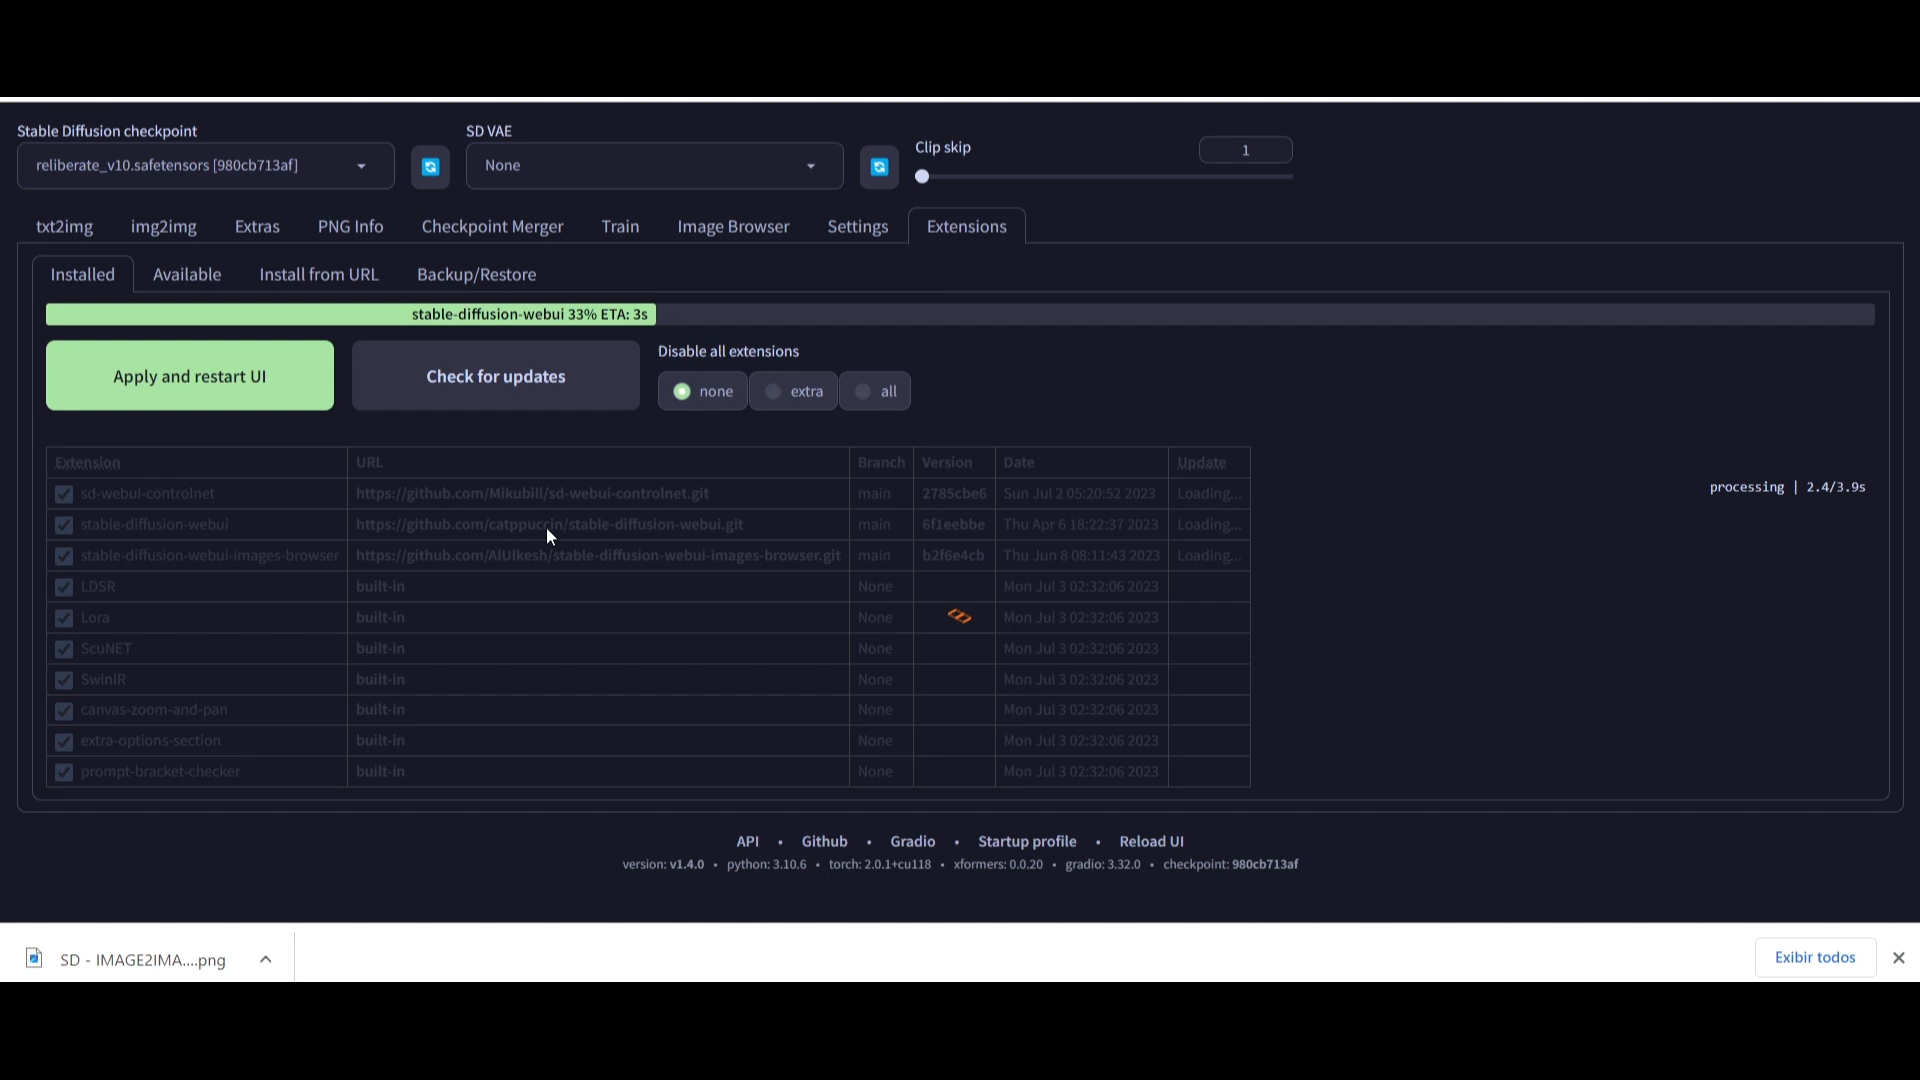 Stable Diffusion checkpoint
SD VAE
Clip skip
1
reliberate_v10.safetensors [980cb713af]
None
txt2img img2img Extras PNG Info Checkpoint Merger Train Image Browser Settings Extensions
Installed Available Install from URL Backup/Restore
stable-diffusion-webui 33% ETA: 3s
Apply and restart UI
Check for updates
Disable all extensions
none extra all
Extension URL Branch Version Date Update
sd-webui-controlnet https://github.com/Mikubill/sd-webui-controlnet.git main 2785cbe6 Sun Jul 2 05:20:52 2023 Loading...
processing | 2.4/3.9s
stable-diffusion-webui https://github.com/catppuccin/stable-diffusion-webui.git main 6f1eebbe Thu Apr 6 18:22:37 2023 Loading...
stable-diffusion-webui-images-browser https://github.com/AlUlkesh/stable-diffusion-webui-images-browser.git main b2f6e4cb Thu Jun 8 08:11:43 2023 Loading...
LDSR built-in None Mon Jul 3 02:32:06 2023
Lora built-in None Mon Jul 3 02:32:06 2023
ScuNET built-in None Mon Jul 3 02:32:06 2023
SwinIR built-in None Mon Jul 3 02:32:06 2023
canvas-zoom-and-pan built-in None Mon Jul 3 02:32:06 2023
extra-options-section built-in None Mon Jul 3 02:32:06 2023
prompt-bracket-checker built-in None Mon Jul 3 02:32:06 2023
API • Github • Gradio • Startup profile • Reload UI
version: v1.4.0 • python: 3.10.6 • torch: 2.0.1+cu118 • xformers: 0.0.20 • gradio: 3.32.0 • checkpoint: 980cb713af
SD - IMAGE2IMA....png
Exibir todos